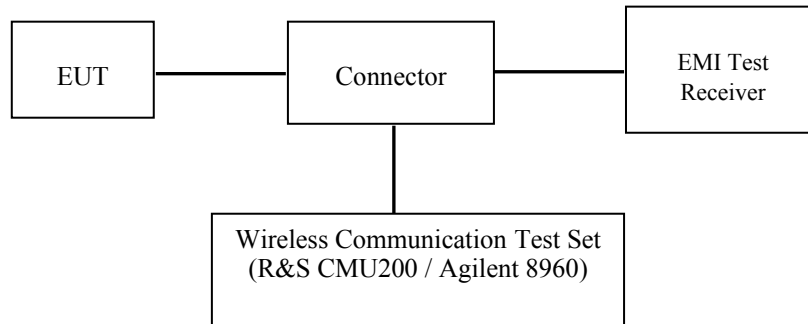 EUT
Connector
EMI Test
Receiver
Wireless Communication Test Set
(R&S CMU200 / Agilent 8960)